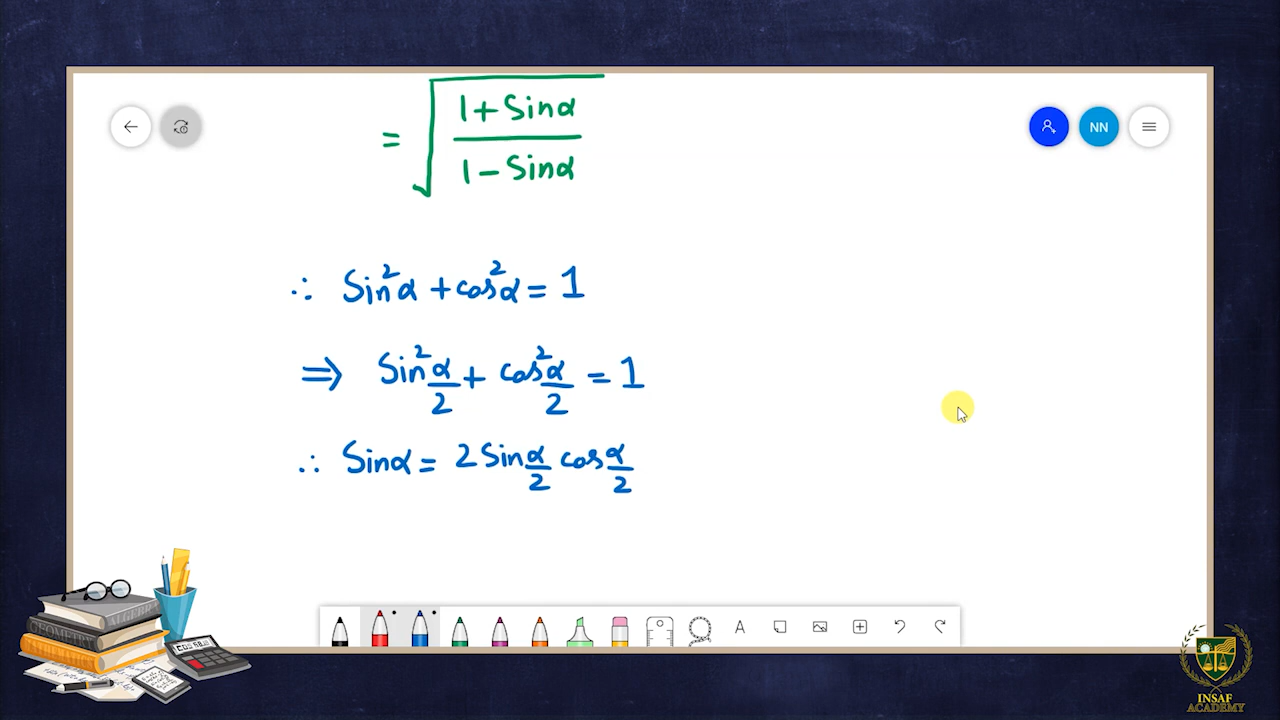 = √((1 + Sinα)/(1 − Sinα))
NN
∴ Sin²α + cos²α = 1
⇒ Sin²α/2 + cos²α/2 = 1
∴ Sinα = 2 Sinα/2 cosα/2
A
GEOMETRY
INSAF
ACADEMY